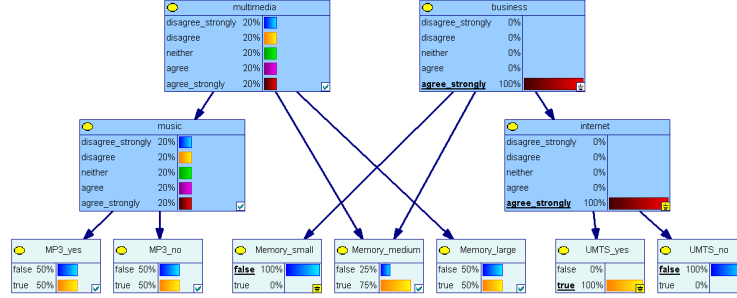 multimedia
disagree_strongly 20%
disagree 20%
neither 20%
agree 20%
agree_strongly 20%
business
disagree_strongly 0%
disagree 0%
neither 0%
agree 0%
agree_strongly 100%
music
disagree_strongly 20%
disagree 20%
neither 20%
agree 20%
agree_strongly 20%
internet
disagree_strongly 0%
disagree 0%
neither 0%
agree 0%
agree_strongly 100%
MP3_yes
false 50%
true 50%
MP3_no
false 50%
true 50%
Memory_small
false 100%
true 0%
Memory_medium
false 25%
true 75%
Memory_large
false 50%
true 50%
UMTS_yes
false 0%
true 100%
UMTS_no
false 100%
true 0%